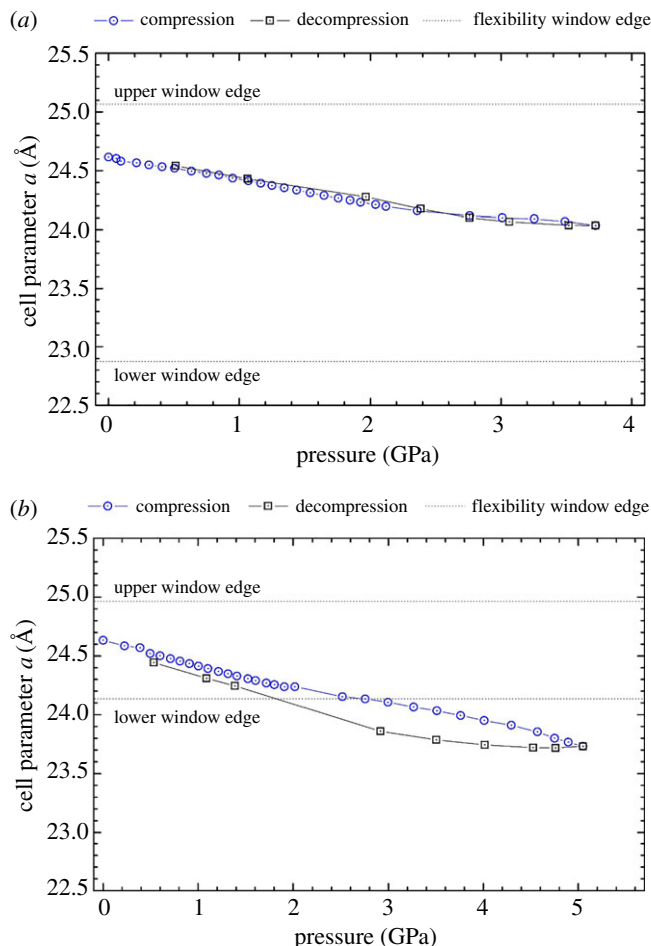 (a) compression decompression flexibility window edge
25.5
upper window edge
25.0
24.5
24.0
23.5
23.0
lower window edge
22.5
cell parameter a (Å)
0 1 2 3 4
pressure (GPa)
(b) compression decompression flexibility window edge
25.5
upper window edge
25.0
24.5
24.0
lower window edge
23.5
23.0
22.5
cell parameter a (Å)
0 1 2 3 4 5
pressure (GPa)